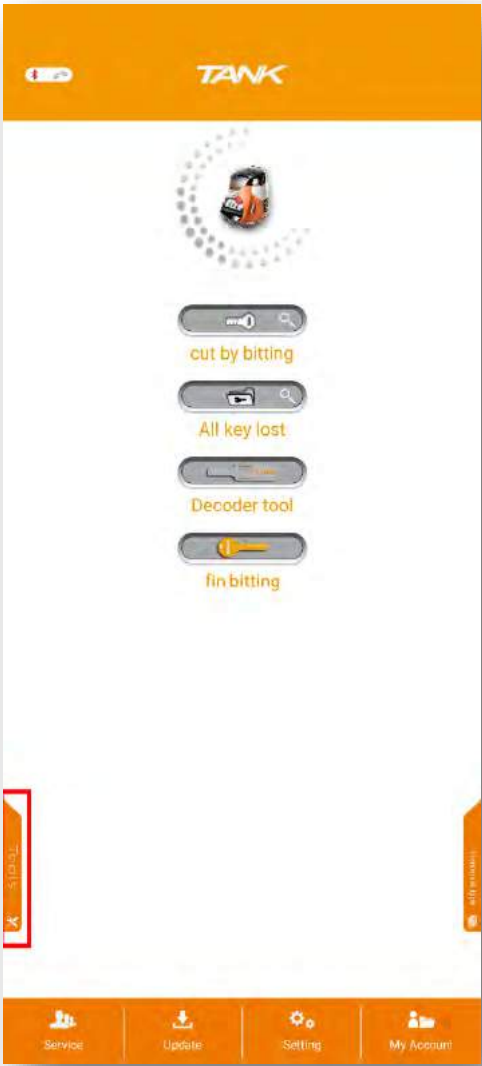 TANK
cut by bitting
All key lost
Decoder tool
fin bitting
Tools
Service
Update
Setting
My Account